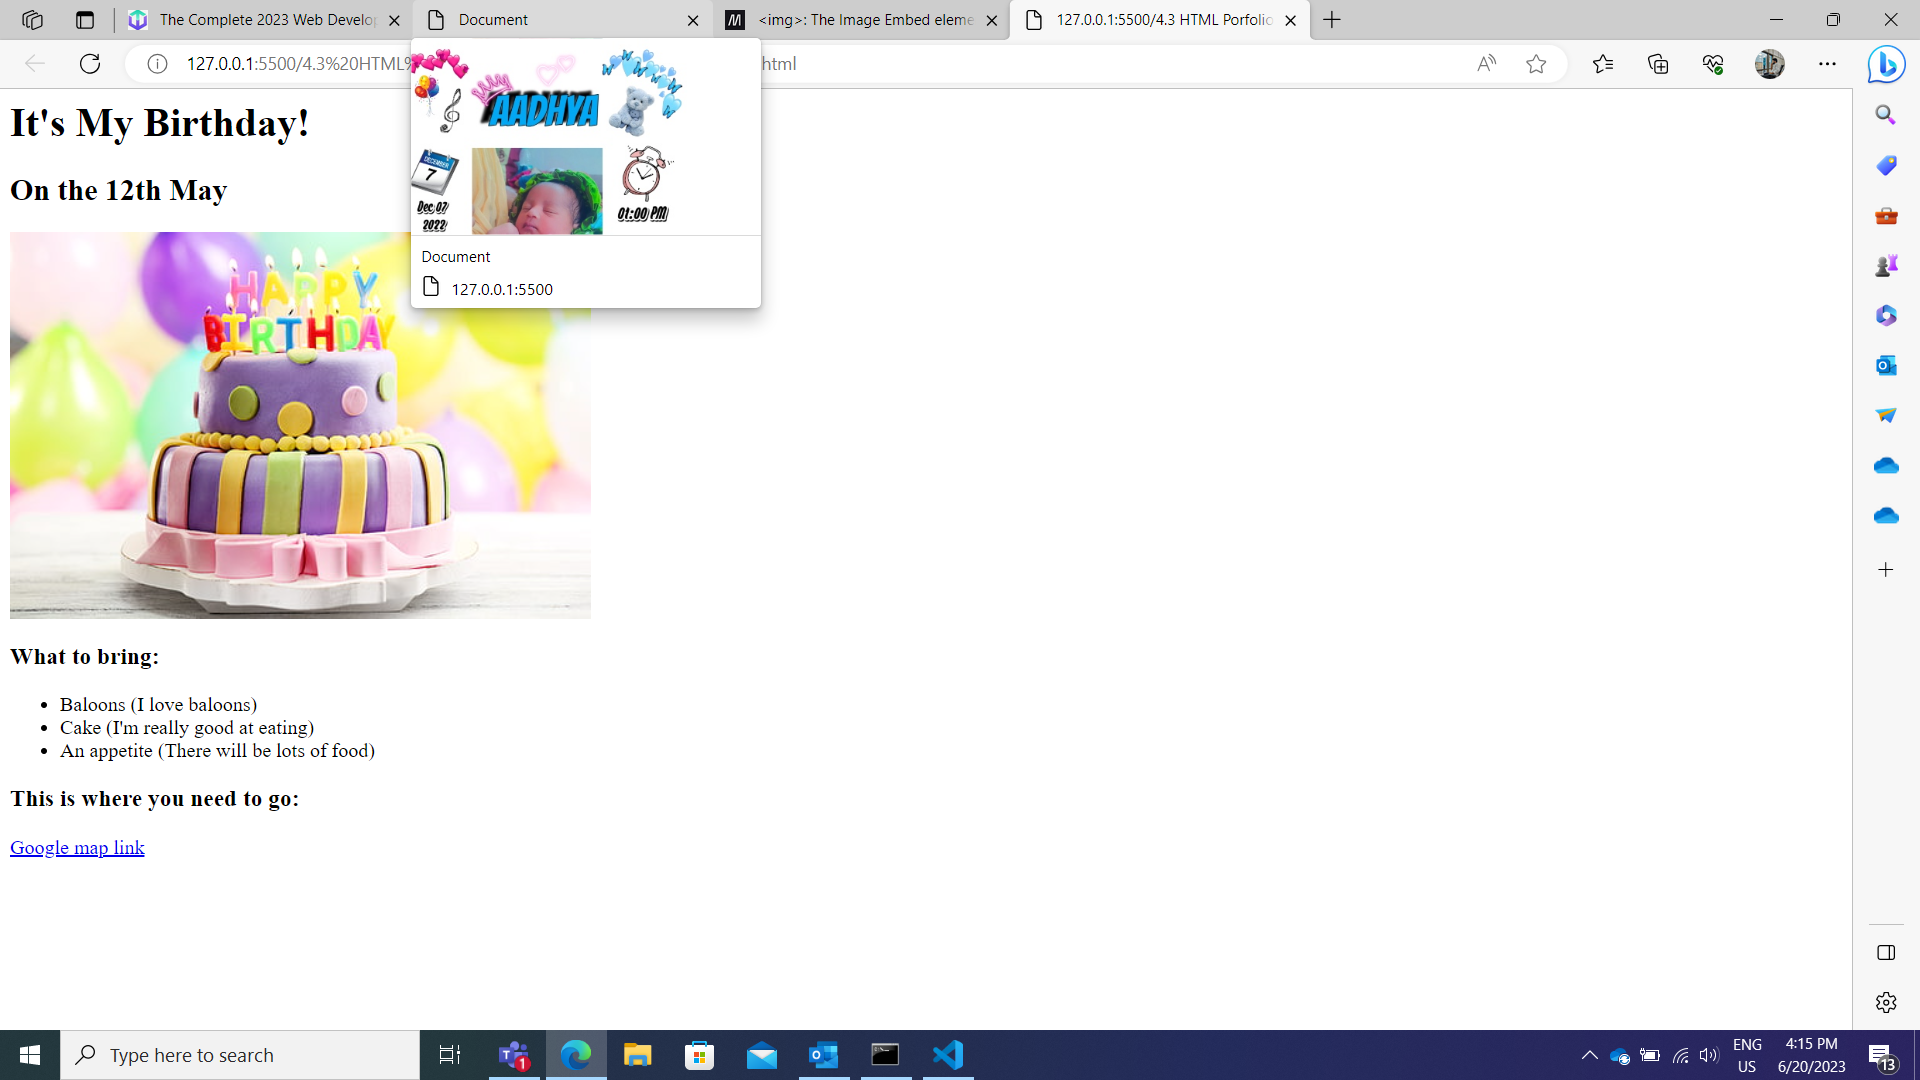 The Complete 2023 Web Develop
Document
<img>: The Image Embed eleme
127.0.0.1:5500/4.3 HTML Porfolio
127.0.0.1:5500/4.3%20HTML%
html
AADHYA
DECEMBER
7
Dec 07
2022
01:00 PM
Document
127.0.0.1:5500
It's My Birthday!
On the 12th May
HAPPY
BIRTHDAY
What to bring:
Baloons (I love baloons)
Cake (I'm really good at eating)
An appetite (There will be lots of food)
This is where you need to go:
Google map link
Type here to search
1
ENG
US
4:15 PM
6/20/2023
13